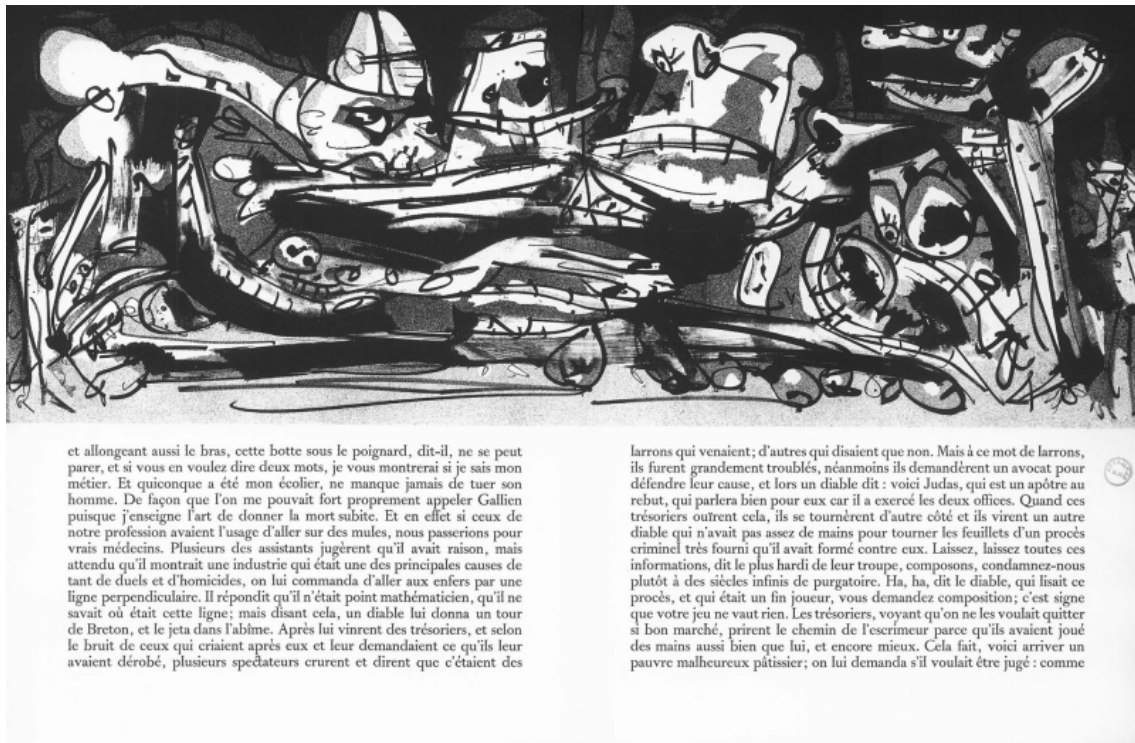 et allongeant aussi le bras, cette botte sous le poignard, dit-il, ne se peut
parer, et si vous en voulez dire deux mots, je vous montrerai si je sais mon
métier. Et quiconque a été mon écolier, ne manque jamais de tuer son
homme. De façon que l'on me pouvait fort proprement appeler Gallien
puisque j'enseigne l'art de donner la mort subite. Et en effet si ceux de
notre profession avaient l'usage d'aller sur des mules, nous passerions pour
vrais médecins. Plusieurs des assistants jugèrent qu'il avait raison, mais
attendu qu'il montrait une industrie qui était une des principales causes de
tant de duels et d'homicides, on lui commanda d'aller aux enfers par une
ligne perpendiculaire. Il répondit qu'il n'était point mathématicien, qu'il ne
savait où était cette ligne; mais disant cela, un diable lui donna un tour
de Breton, et le jeta dans l'abîme. Après lui vinrent des trésoriers, et selon
le bruit de ceux qui criaient après eux et leur demandaient ce qu'ils leur
avaient dérobé, plusieurs spectateurs crurent et dirent que c'étaient des
larrons qui venaient; d'autres qui disaient que non. Mais à ce mot de larrons,
ils furent grandement troublés, néanmoins ils demandèrent un avocat pour
défendre leur cause, et lors un diable dit : voici Judas, qui est un apôtre au
rebut, qui parlera bien pour eux car il a exercé les deux offices. Quand ces
trésoriers ouïrent cela, ils se tournèrent d'autre côté et ils virent un autre
diable qui n'avait pas assez de mains pour tourner les feuillets d'un procès
criminel très fourni qu'il avait formé contre eux. Laissez, laissez toutes ces
informations, dit le plus hardi de leur troupe, composons, condamnez-nous
plutôt à des siècles infinis de purgatoire. Ha, ha, dit le diable, qui lisait ce
procès, et qui était un fin joueur, vous demandez composition; c'est signe
que votre jeu ne vaut rien. Les trésoriers, voyant qu'on ne les voulait quitter
si bon marché, prirent le chemin de l'escrimeur parce qu'ils avaient joué
des mains aussi bien que lui, et encore mieux. Cela fait, voici arriver un
pauvre malheureux pâtissier; on lui demanda s'il voulait être jugé : comme